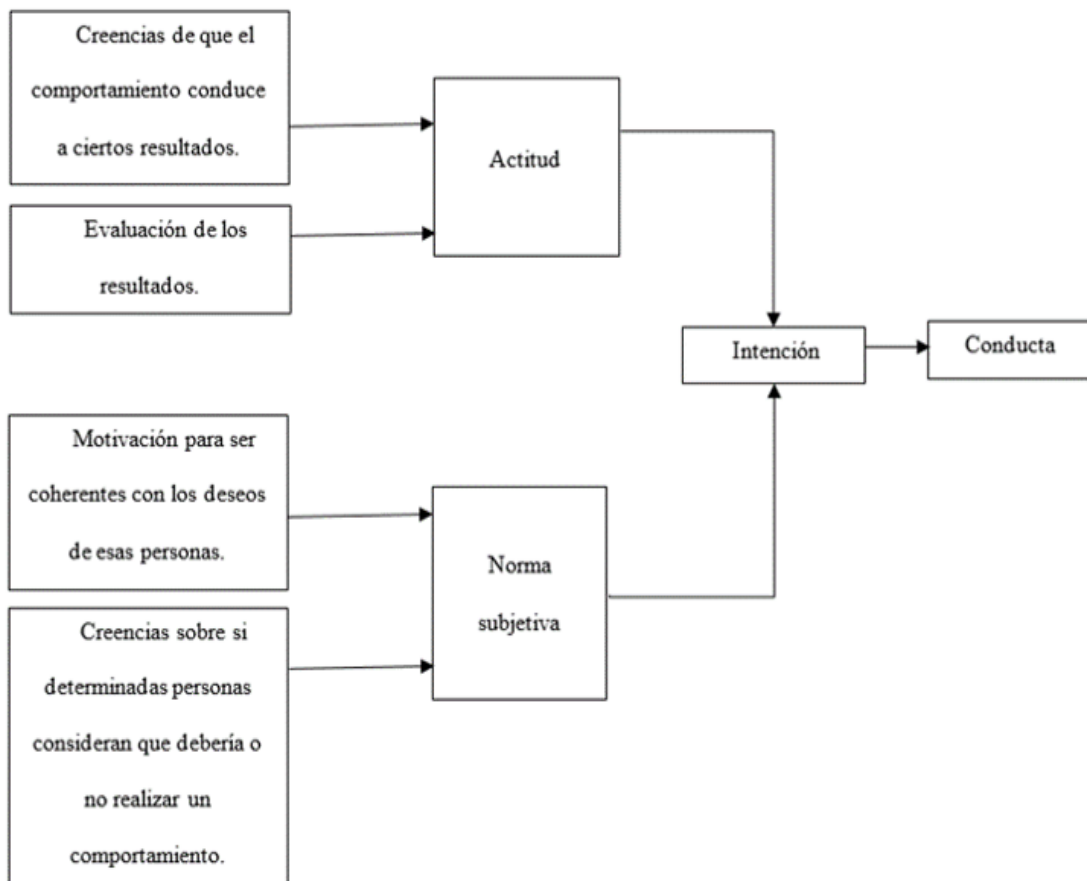 Creencias de que el
comportamiento conduce
a ciertos resultados.
Actitud
Evaluación de los
resultados.
Intención
Conducta
Motivación para ser
coherentes con los deseos
de esas personas.
Norma
subjetiva
Creencias sobre si
determinadas personas
consideran que debería o
no realizar un
comportamiento.